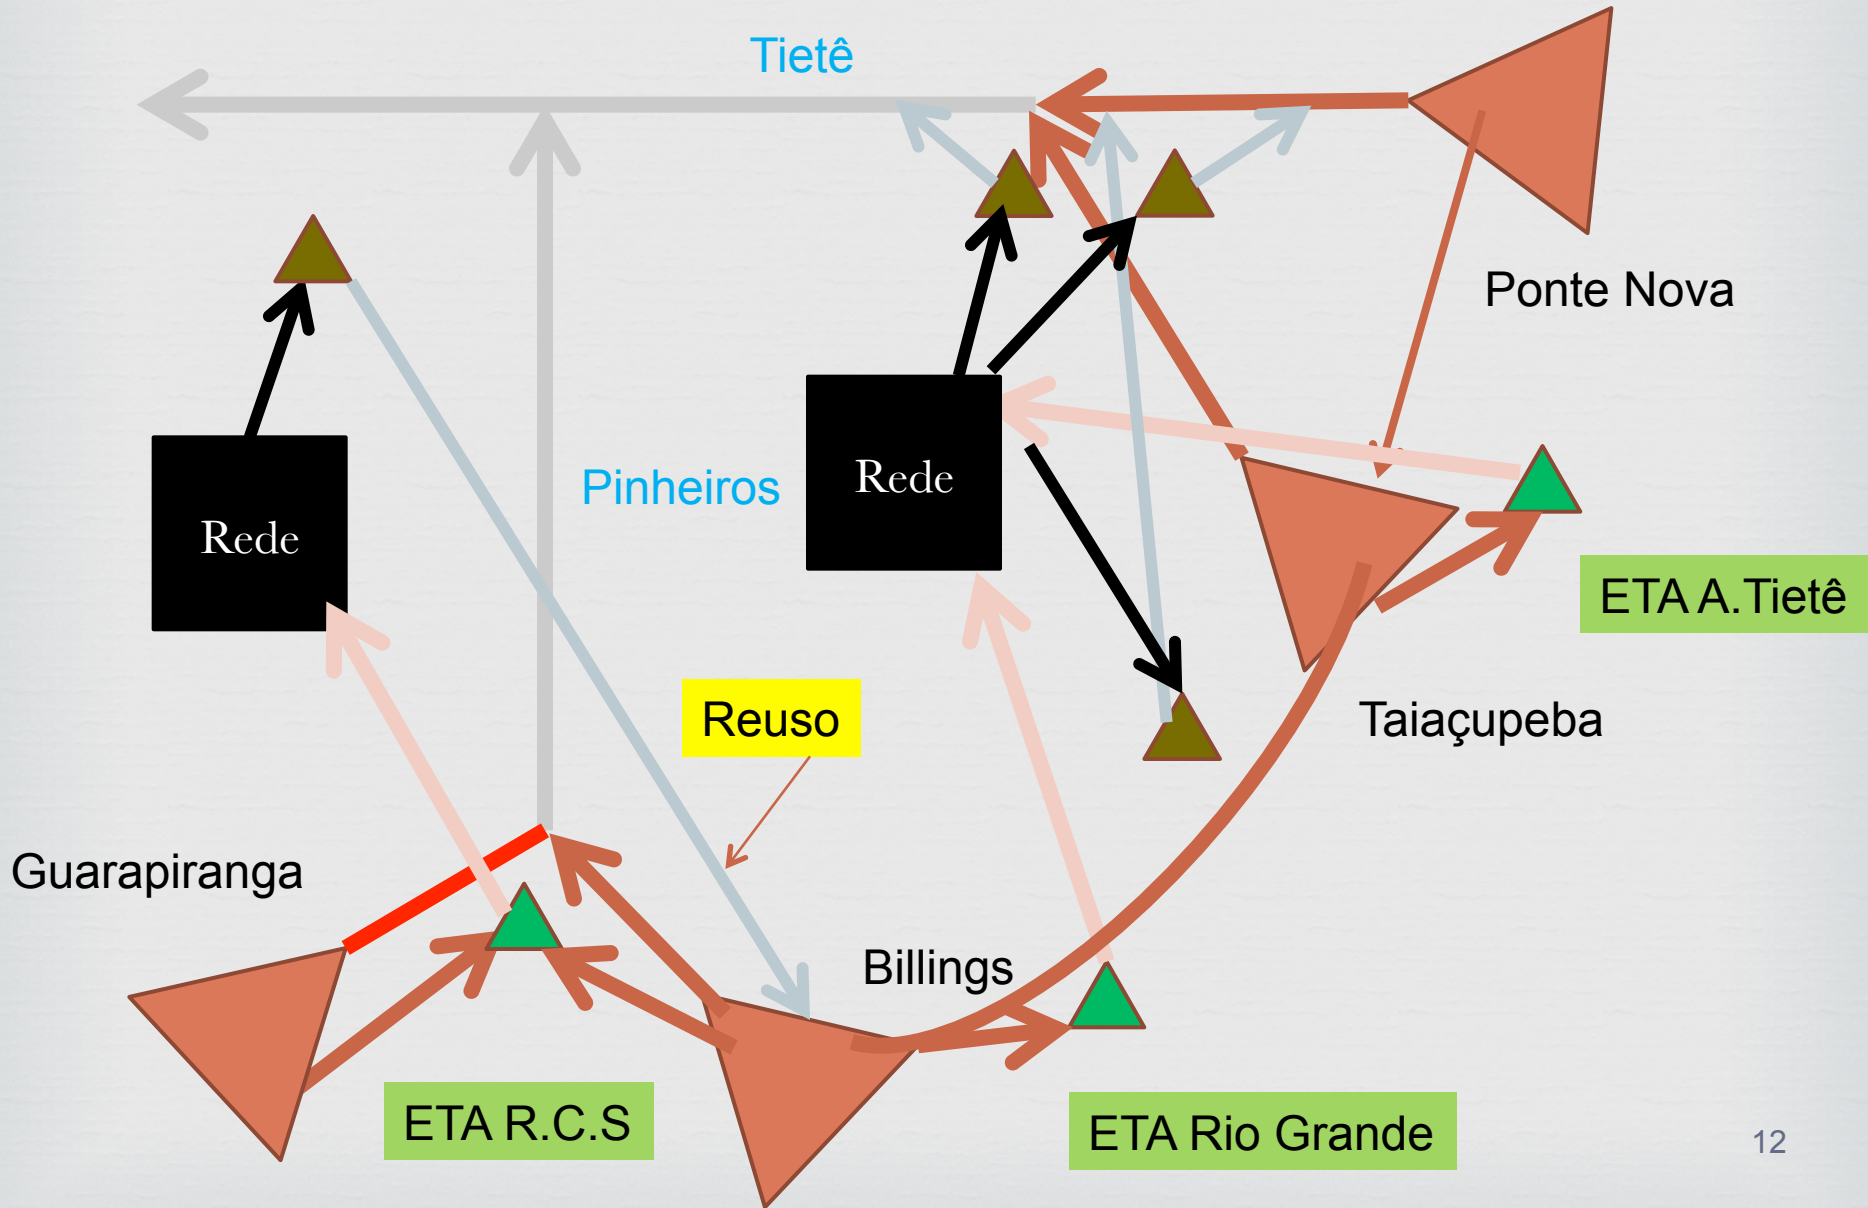 Tietê
Ponte Nova
Pinheiros
Rede
Rede
ETA A.Tietê
Reuso
Taiaçupeba
Guarapiranga
Billings
ETA R.C.S
ETA Rio Grande
12